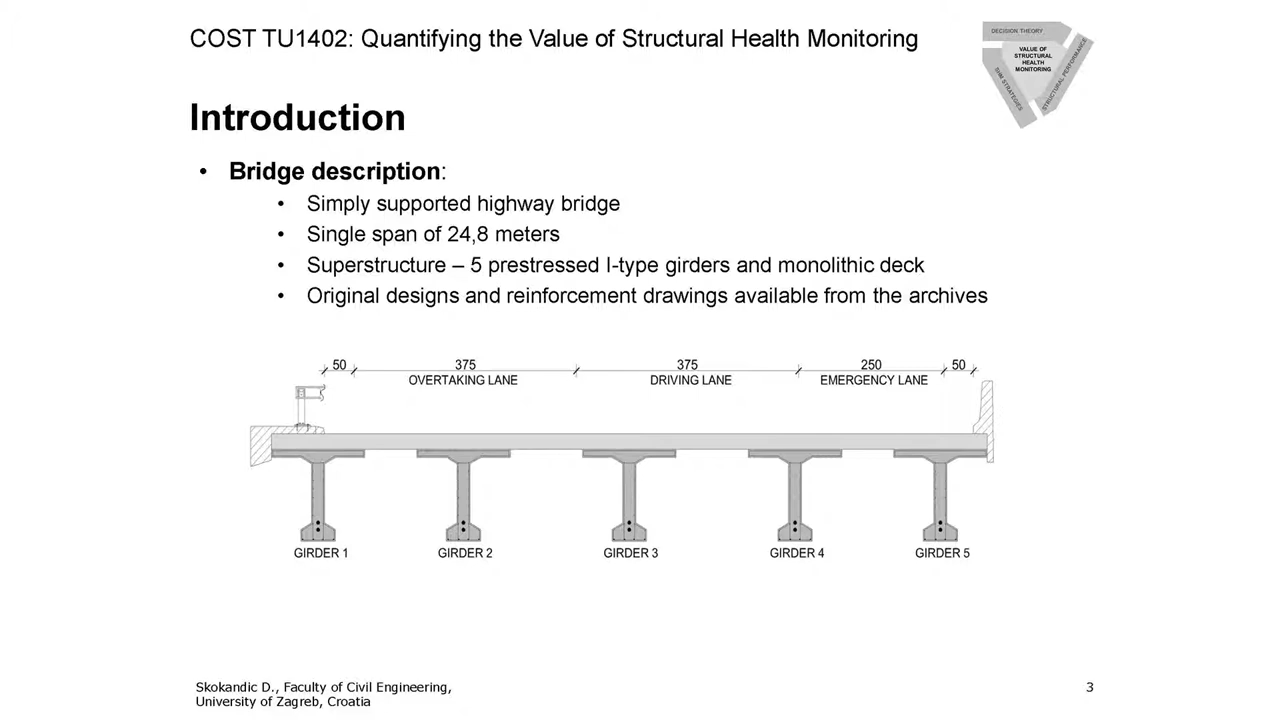 COST TU1402: Quantifying the Value of Structural Health Monitoring
DECISION THEORY
VALUE OF
STRUCTURAL
HEALTH
MONITORING
SHM STRATEGIES
STRUCTURAL PERFORMANCE
Introduction
• Bridge description:
• Simply supported highway bridge
• Single span of 24,8 meters
• Superstructure – 5 prestressed I-type girders and monolithic deck
• Original designs and reinforcement drawings available from the archives
50 375 375 250 50
OVERTAKING LANE DRIVING LANE EMERGENCY LANE
GIRDER 1 GIRDER 2 GIRDER 3 GIRDER 4 GIRDER 5
Skokandic D., Faculty of Civil Engineering,
University of Zagreb, Croatia
3